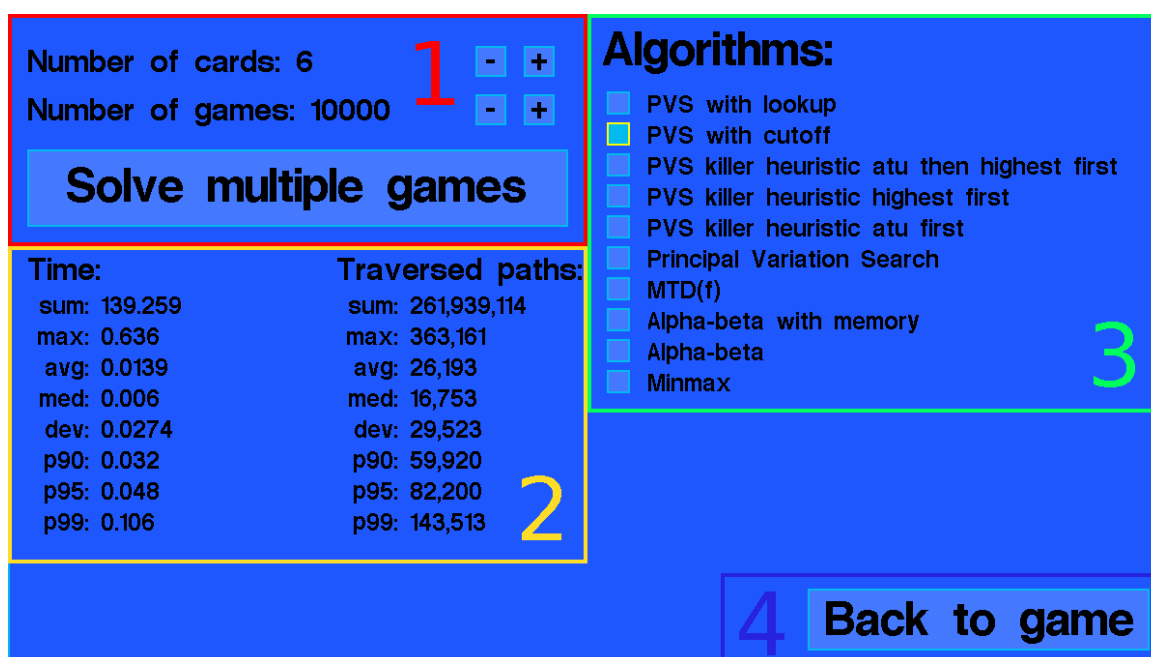 Number of cards: 6 - +
Number of games: 10000 - +
1
Solve multiple games
Time:
sum: 139.259
max: 0.636
avg: 0.0139
med: 0.006
dev: 0.0274
p90: 0.032
p95: 0.048
p99: 0.106
Traversed paths:
sum: 261,939,114
max: 363,161
avg: 26,193
med: 16,753
dev: 29,523
p90: 59,920
p95: 82,200
p99: 143,513
2
Algorithms:
PVS with lookup
PVS with cutoff
PVS killer heuristic atu then highest first
PVS killer heuristic highest first
PVS killer heuristic atu first
Principal Variation Search
MTD(f)
Alpha-beta with memory
Alpha-beta
Minmax
3
4
Back to game